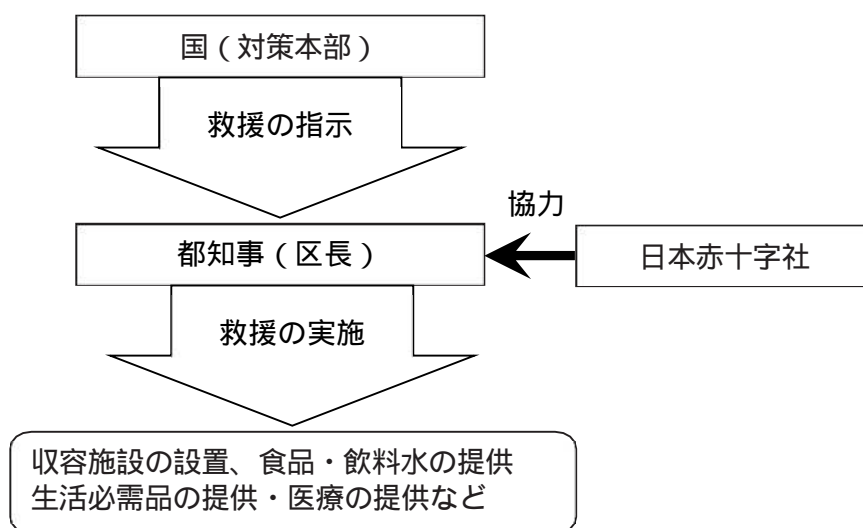 国（対策本部）
救援の指示
協力
都知事（区長）
日本赤十字社
救援の実施
収容施設の設置、食品・飲料水の提供
生活必需品の提供・医療の提供など